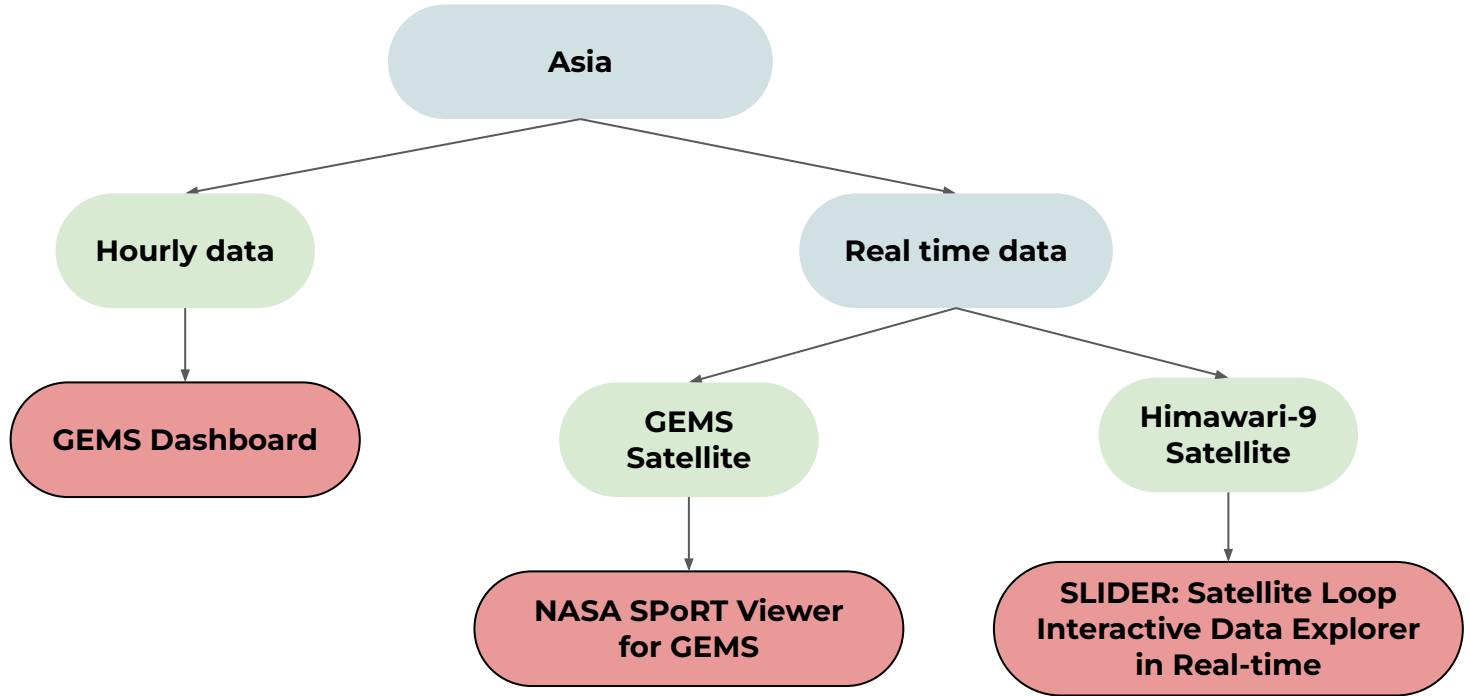 Asia
Hourly data
Real time data
GEMS Dashboard
GEMS
Satellite
Himawari-9
Satellite
NASA SPoRT Viewer
for GEMS
SLIDER: Satellite Loop
Interactive Data Explorer
in Real-time